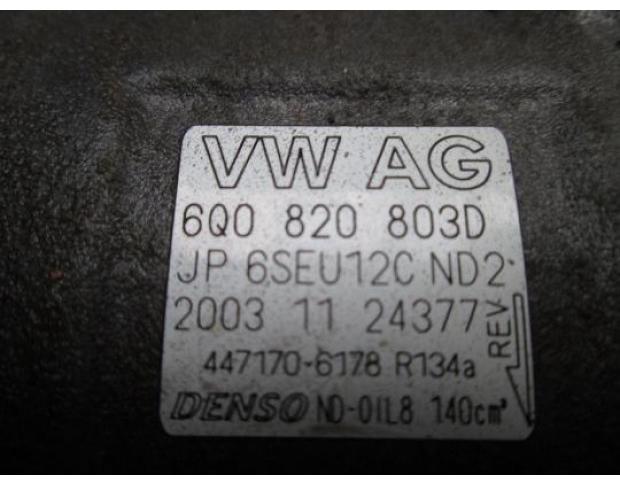 VW AG
6Q0 820 803D
JP 6SEU12C ND2
2003 11 24377
REV
447170-6178 R134a
DENSO ND-OIL8 140cm³